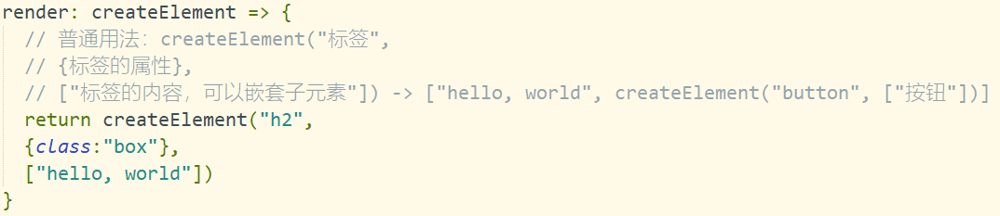 render: createElement => {
// 普通用法：createElement("标签",
// {标签的属性},
// ["标签的内容，可以嵌套子元素"]) -> ["hello, world", createElement("button", ["按钮"])]
return createElement("h2",
{class:"box"},
["hello, world"])
}